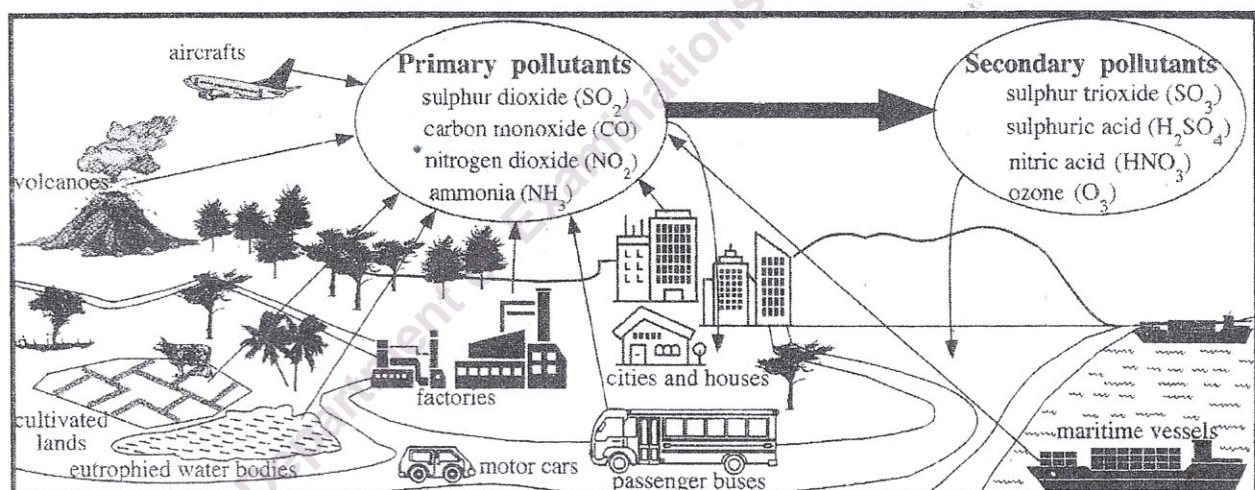 aircrafts
Primary pollutants
sulphur dioxide (SO₂)
carbon monoxide (CO)
nitrogen dioxide (NO₂)
ammonia (NH₃)
Secondary pollutants
sulphur trioxide (SO₃)
sulphuric acid (H₂SO₄)
nitric acid (HNO₃)
ozone (O₃)
volcanoes
factories
cities and houses
cultivated
lands
eutrophied water bodies
motor cars
passenger buses
maritime vessels
Department Examinations